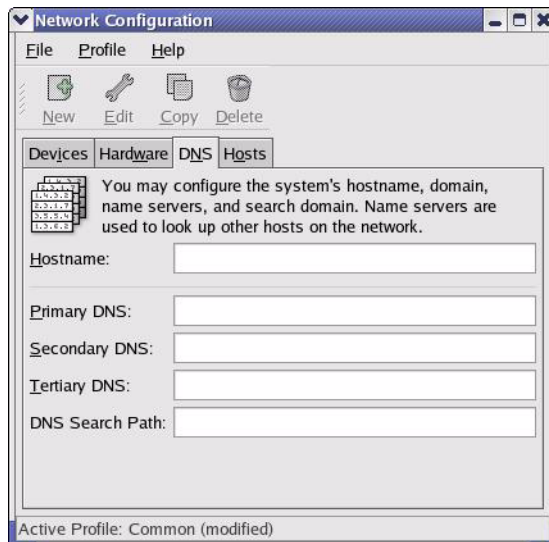 Network Configuration
File Profile Help
New Edit Copy Delete
Devices Hardware DNS Hosts
You may configure the system's hostname, domain,
name servers, and search domain. Name servers are
used to look up other hosts on the network.
Hostname:
Primary DNS:
Secondary DNS:
Tertiary DNS:
DNS Search Path:
Active Profile: Common (modified)